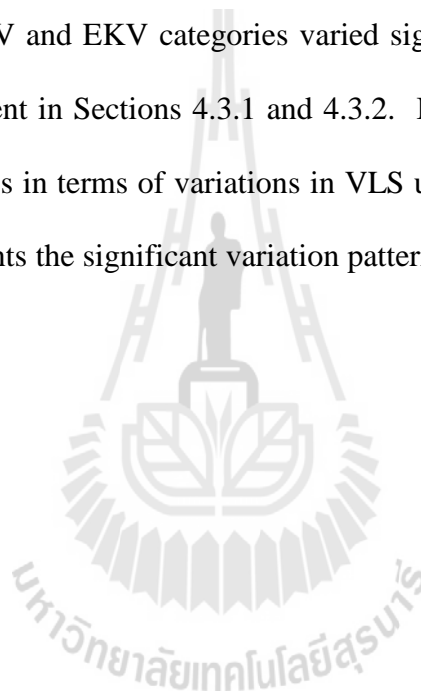 V and EKV categories varied sig
ent in Sections 4.3.1 and 4.3.2.
s in terms of variations in VLS u
nts the significant variation patter
มหาวิทยาลัยเทคโนโลยีสุรนารี